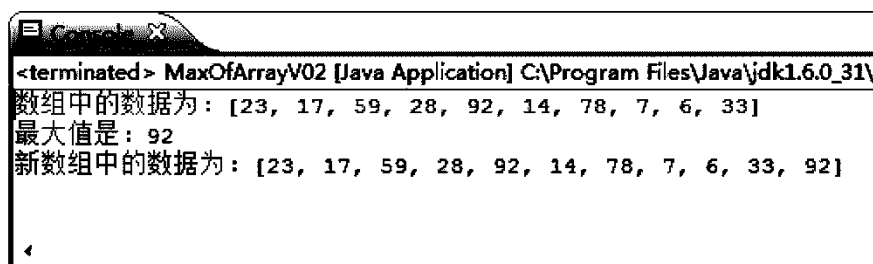 Console
<terminated> MaxOfArrayV02 [Java Application] C:\Program Files\Java\jdk1.6.0_31\
数组中的数据为：[23, 17, 59, 28, 92, 14, 78, 7, 6, 33]
最大值是：92
新数组中的数据为：[23, 17, 59, 28, 92, 14, 78, 7, 6, 33, 92]